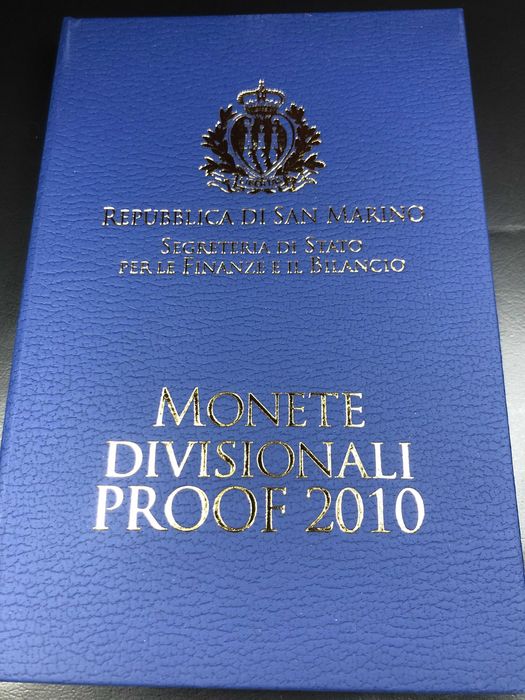 REPUBBLICA DI SAN MARINO
SEGRETERIA DI STATO
PER LE FINANZE E IL BILANCIO
MONETE
DIVISIONALI
PROOF 2010